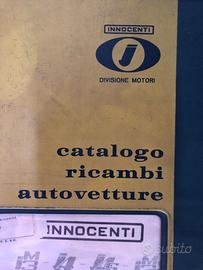 INNOCENTI
j
DIVISIONE MOTORI
catalogo
ricambi
autovetture
INNOCENTI
subito